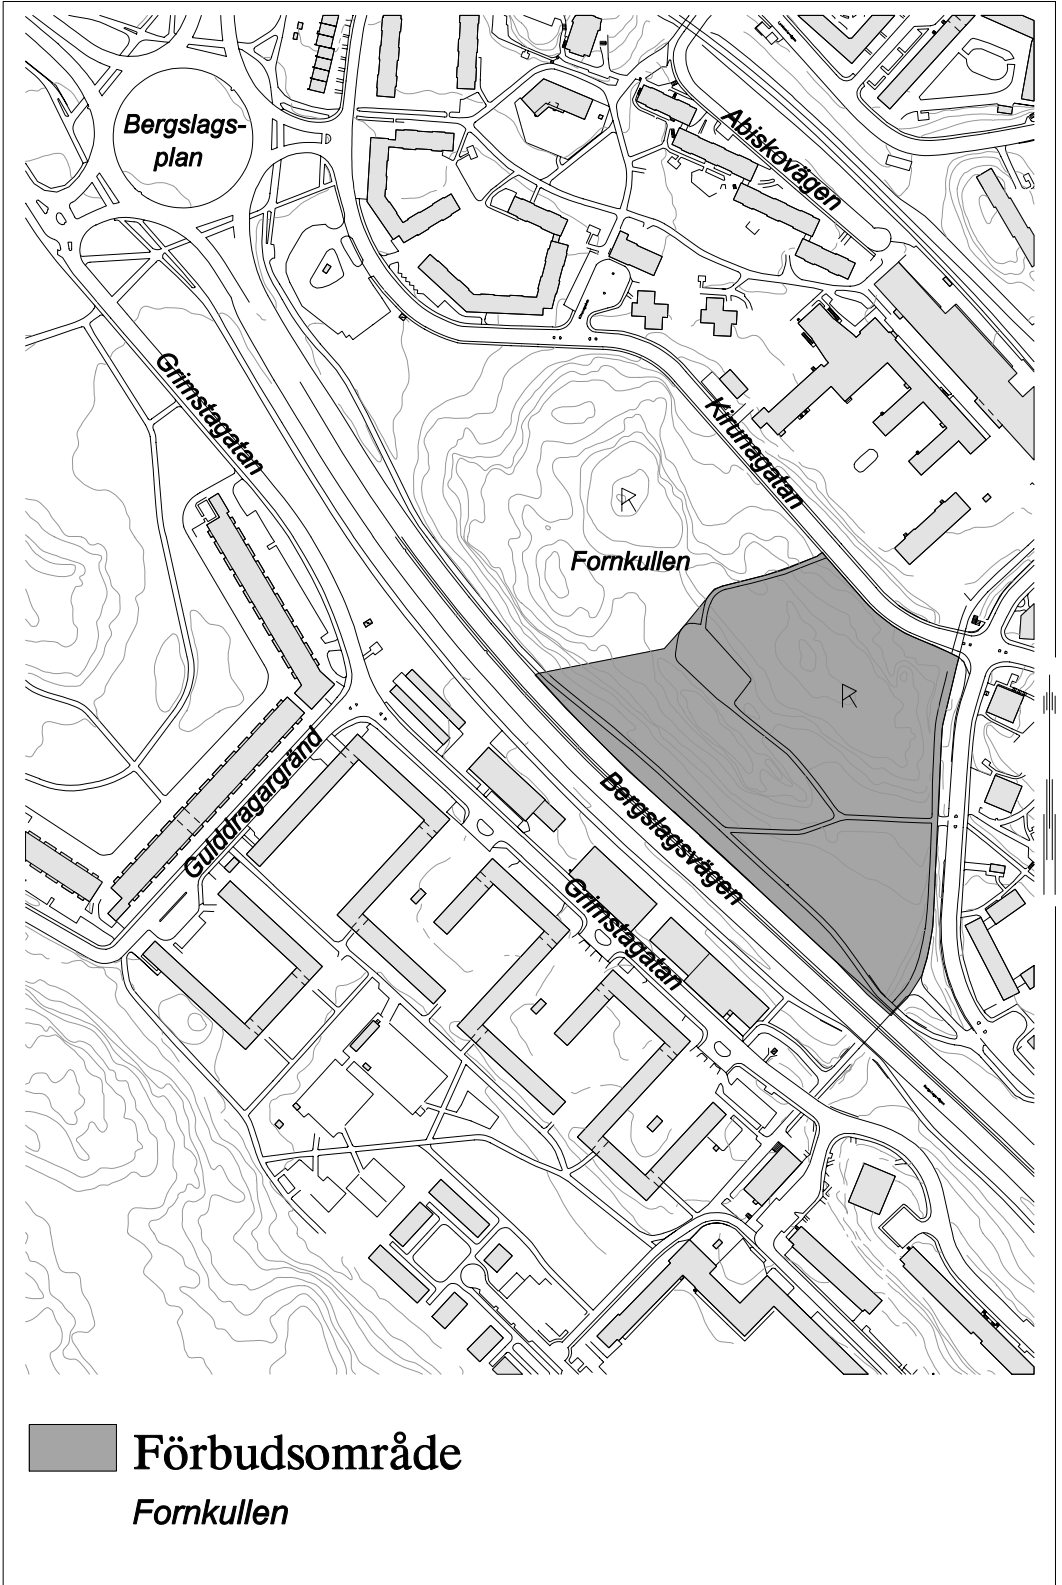 Bergslags-
plan
Abiskovägen
Grimstagatan
Kirunagatan
Fornkullen
Gulddragargränd
Bergslagsvägen
Grimstagatan
Förbudsområde
Fornkullen